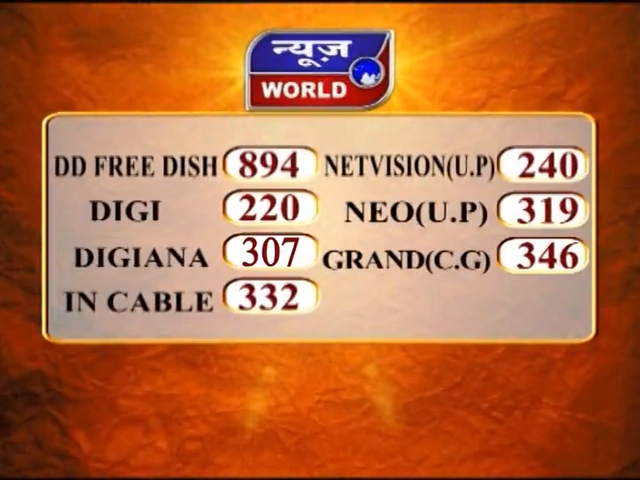 न्यूज़
WORLD
DD FREE DISH 894 NETVISION(U.P) 240
DIGI 220 NEO(U.P) 319
DIGIANA 307 GRAND(C.G) 346
IN CABLE 332